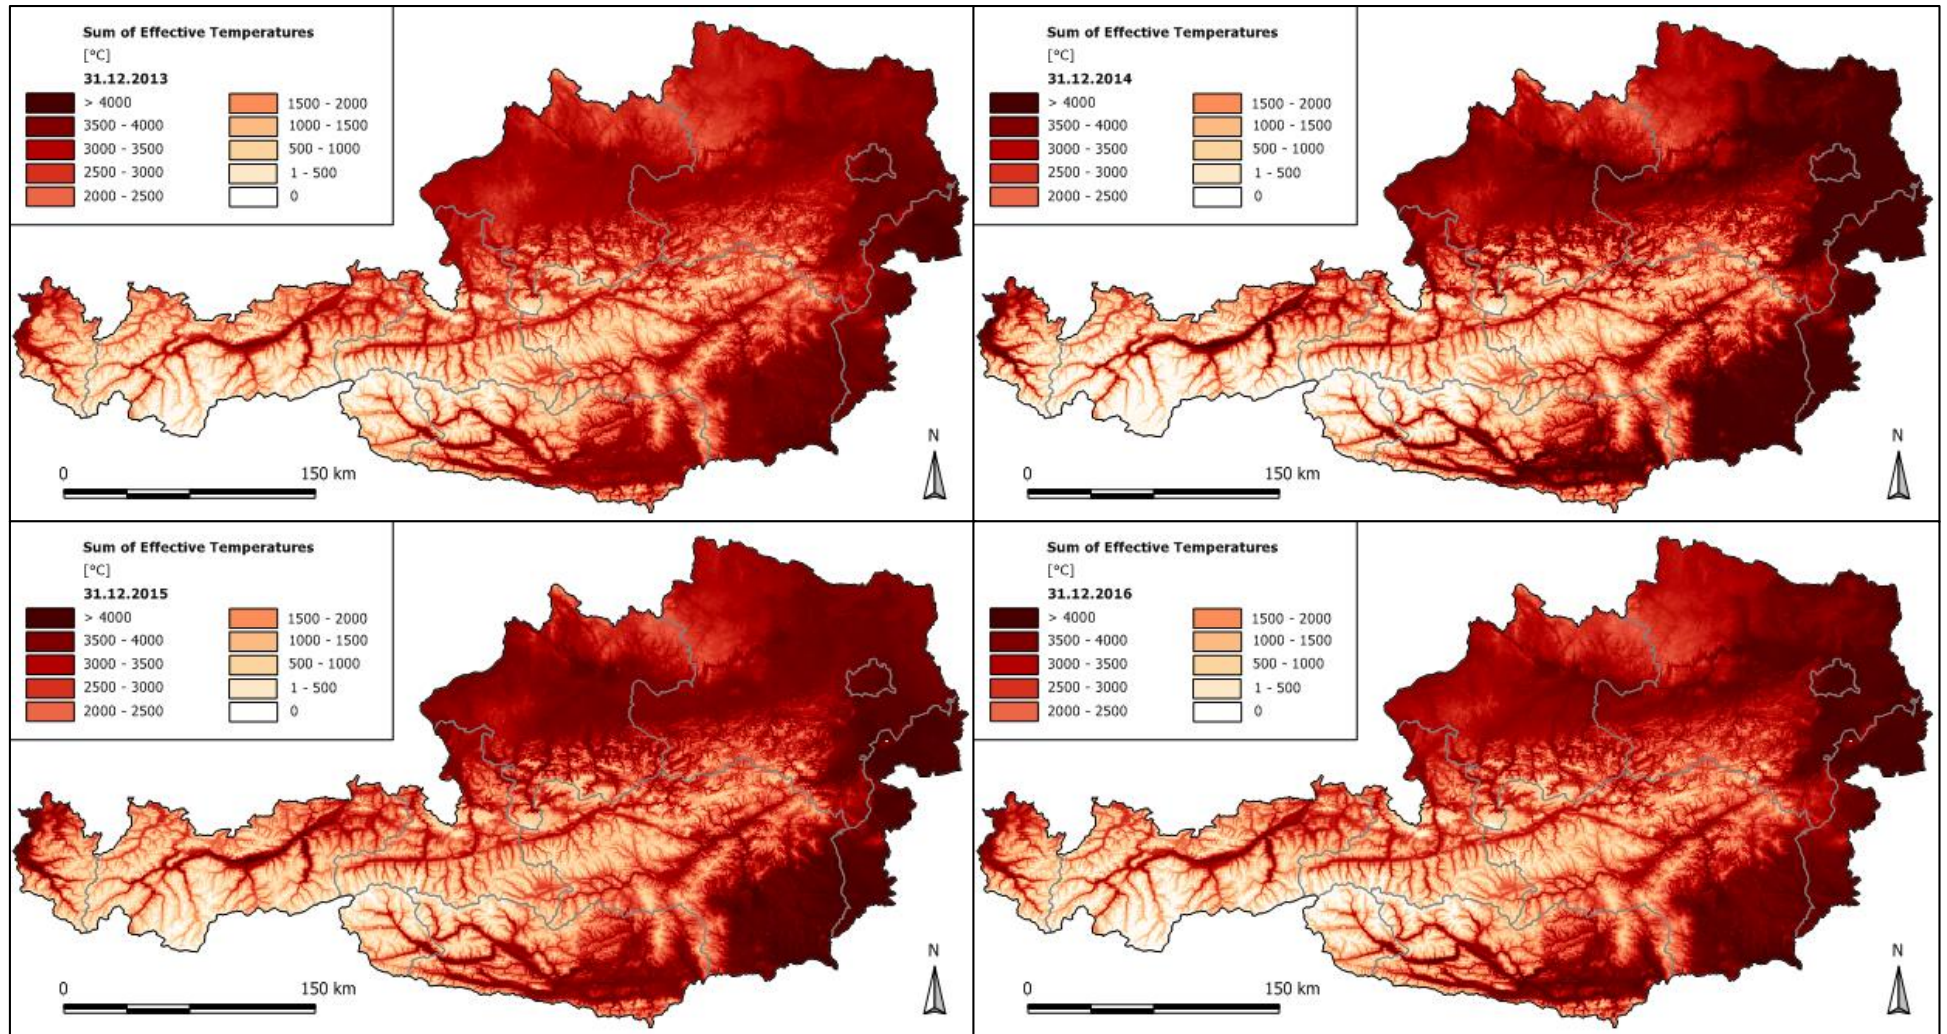 Sum of Effective Temperatures
[°C]
31.12.2013
> 4000
3500 - 4000
3000 - 3500
2500 - 3000
2000 - 2500
1500 - 2000
1000 - 1500
500 - 1000
1 - 500
0
N
0 150 km
Sum of Effective Temperatures
[°C]
31.12.2014
> 4000
3500 - 4000
3000 - 3500
2500 - 3000
2000 - 2500
1500 - 2000
1000 - 1500
500 - 1000
1 - 500
0
N
0 150 km
Sum of Effective Temperatures
[°C]
31.12.2015
> 4000
3500 - 4000
3000 - 3500
2500 - 3000
2000 - 2500
1500 - 2000
1000 - 1500
500 - 1000
1 - 500
0
N
0 150 km
Sum of Effective Temperatures
[°C]
31.12.2016
> 4000
3500 - 4000
3000 - 3500
2500 - 3000
2000 - 2500
1500 - 2000
1000 - 1500
500 - 1000
1 - 500
0
N
0 150 km